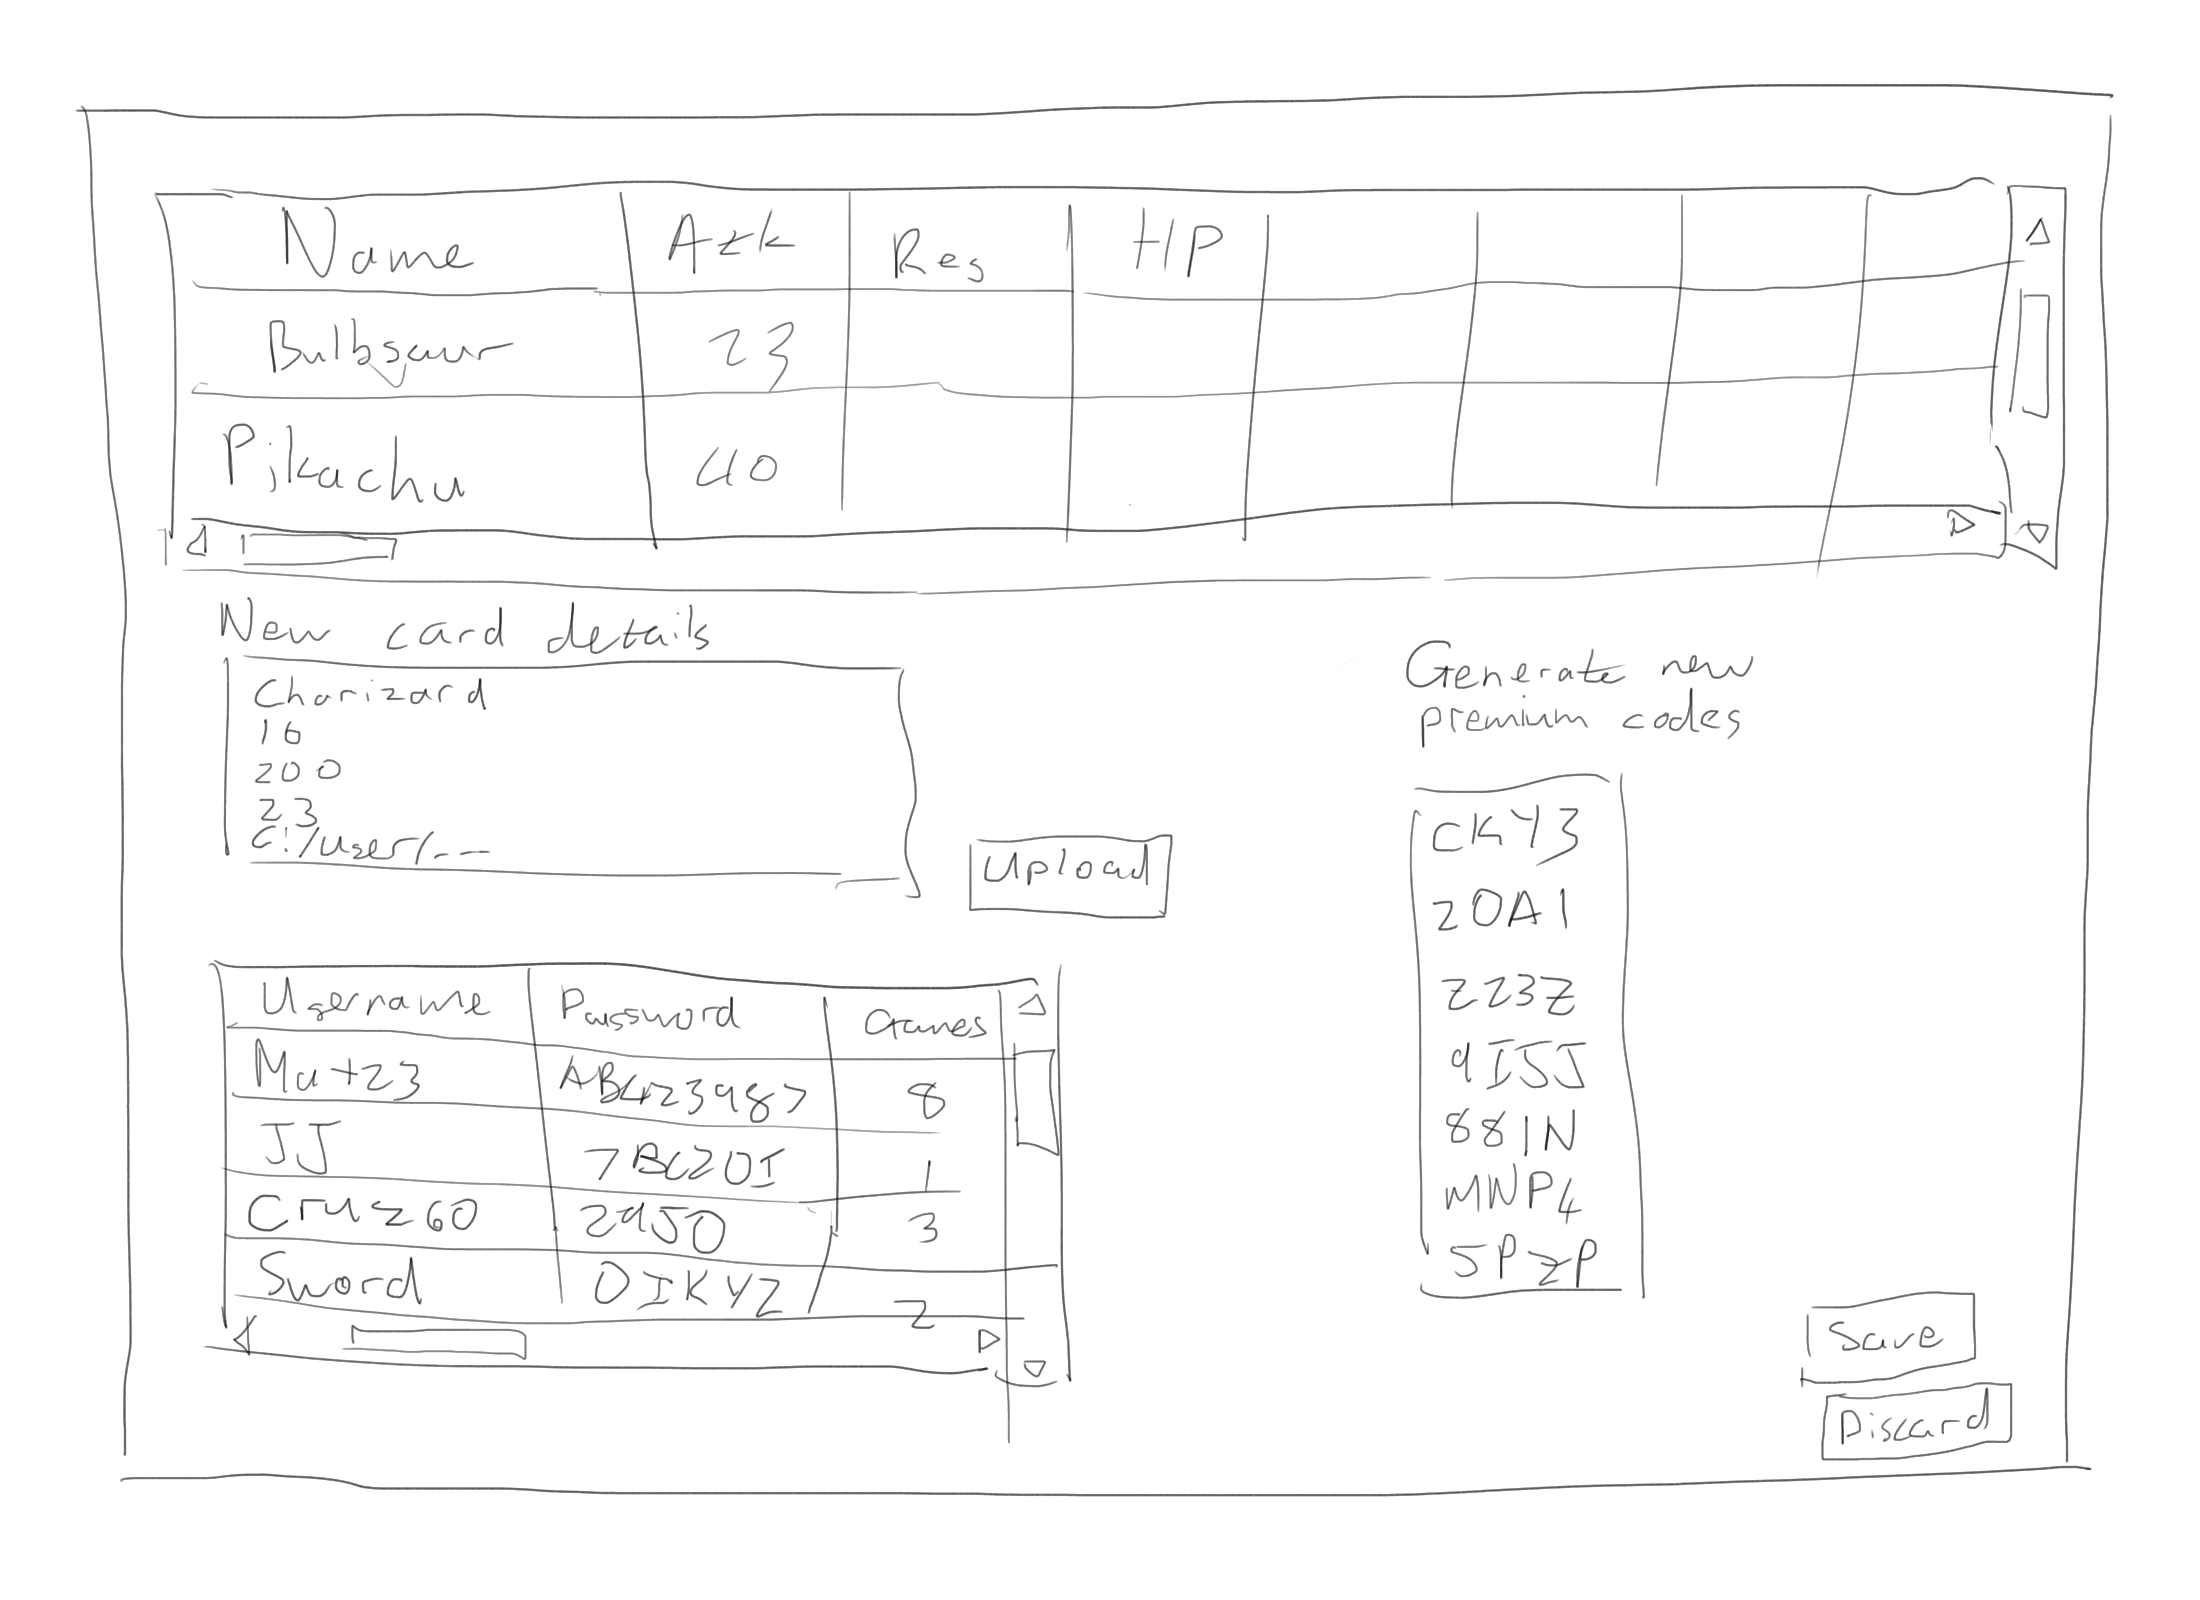 Name Atk Res HP
Bulbsaur 23
Pikachu 40
New card details
Charizard
16
200
23
C:/user/---
Upload
Generate new
premium codes
CKY3
20A1
Z23Z
9IJJ
881N
MNP4
5PZP
Username Password Games
Mat23 8
JJ 7BC20I 1
Cruz60 29J0 3
Sword OIKYZ 2
Save
Discard